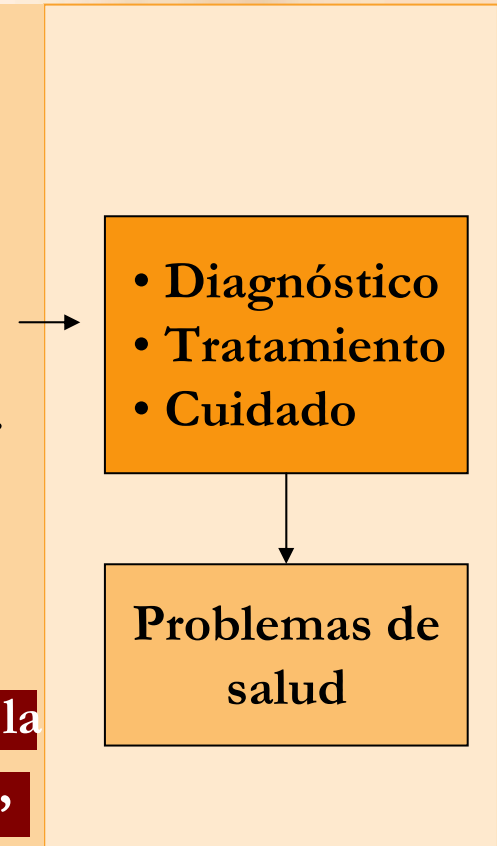 • Diagnóstico
• Tratamiento
• Cuidado
Problemas de
salud
la
”